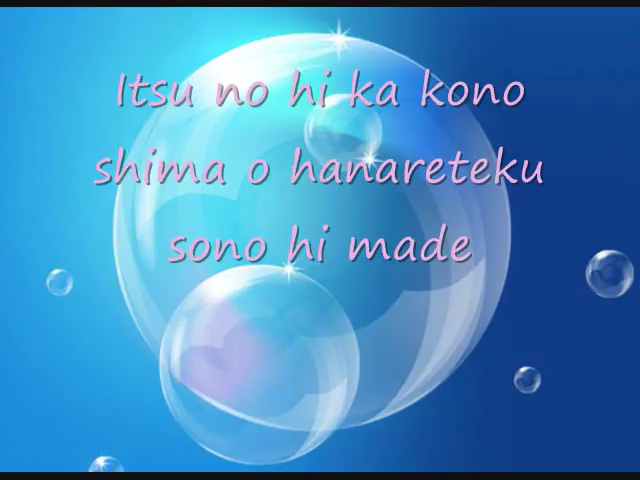 Itsu no hi ka kono
shima o hanareteku
sono hi made